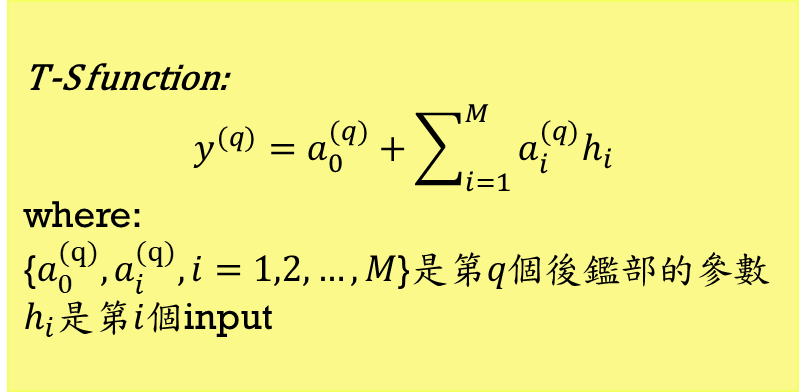 T-S function:
y^{(q)} = a_0^{(q)} + \sum_{i=1}^{M} a_i^{(q)} h_i
where:
{a_0^{(q)}, a_i^{(q)}, i = 1,2, …, M}是第q個後鑑部的參數
h_i是第i個input